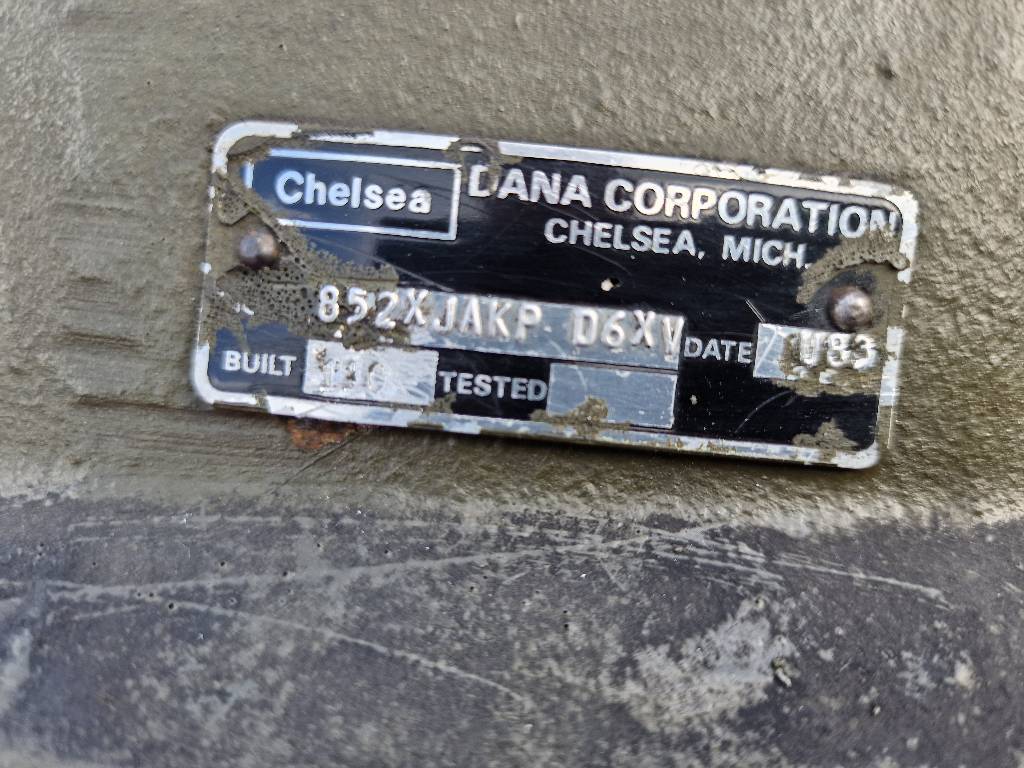 Chelsea DANA CORPORATION
CHELSEA, MICH.
852XJAKP D6XV
DATE
BUILT TESTED